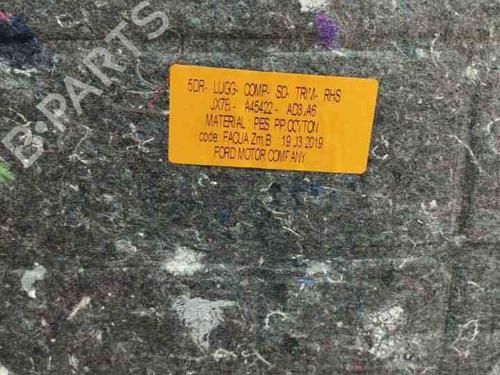 5DR- LUGG- COMP- SD- TRIM- RHS
JX7B - A45422 - AD3JA6
MATERIAL : PES, PP, COTTON
code: FAQUA Zm.B 19.03.2019
FORD MOTOR COMPANY
B-PARTS